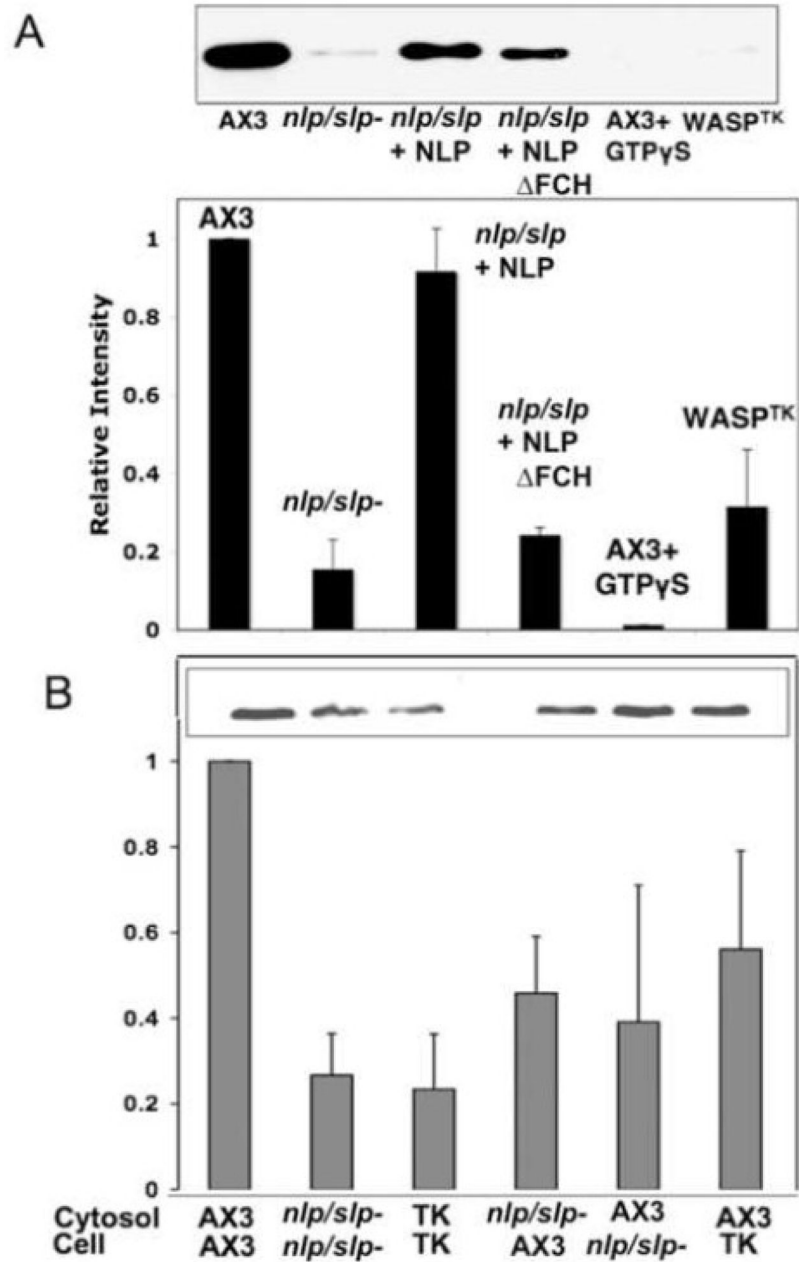 A
AX3 nlp/slp- nlp/slp nlp/slp AX3+ WASPTK
+ NLP + NLP GTPγS
ΔFCH
AX3
nlp/slp
+ NLP
nlp/slp
+ NLP
ΔFCH
WASPTK
nlp/slp-
AX3+
GTPγS
Relative Intensity
1
0.8
0.6
0.4
0.2
0
B
1
0.8
0.6
0.4
0.2
0
Cytosol AX3 nlp/slp- TK nlp/slp- AX3 AX3
Cell AX3 nlp/slp- TK AX3 nlp/slp- TK